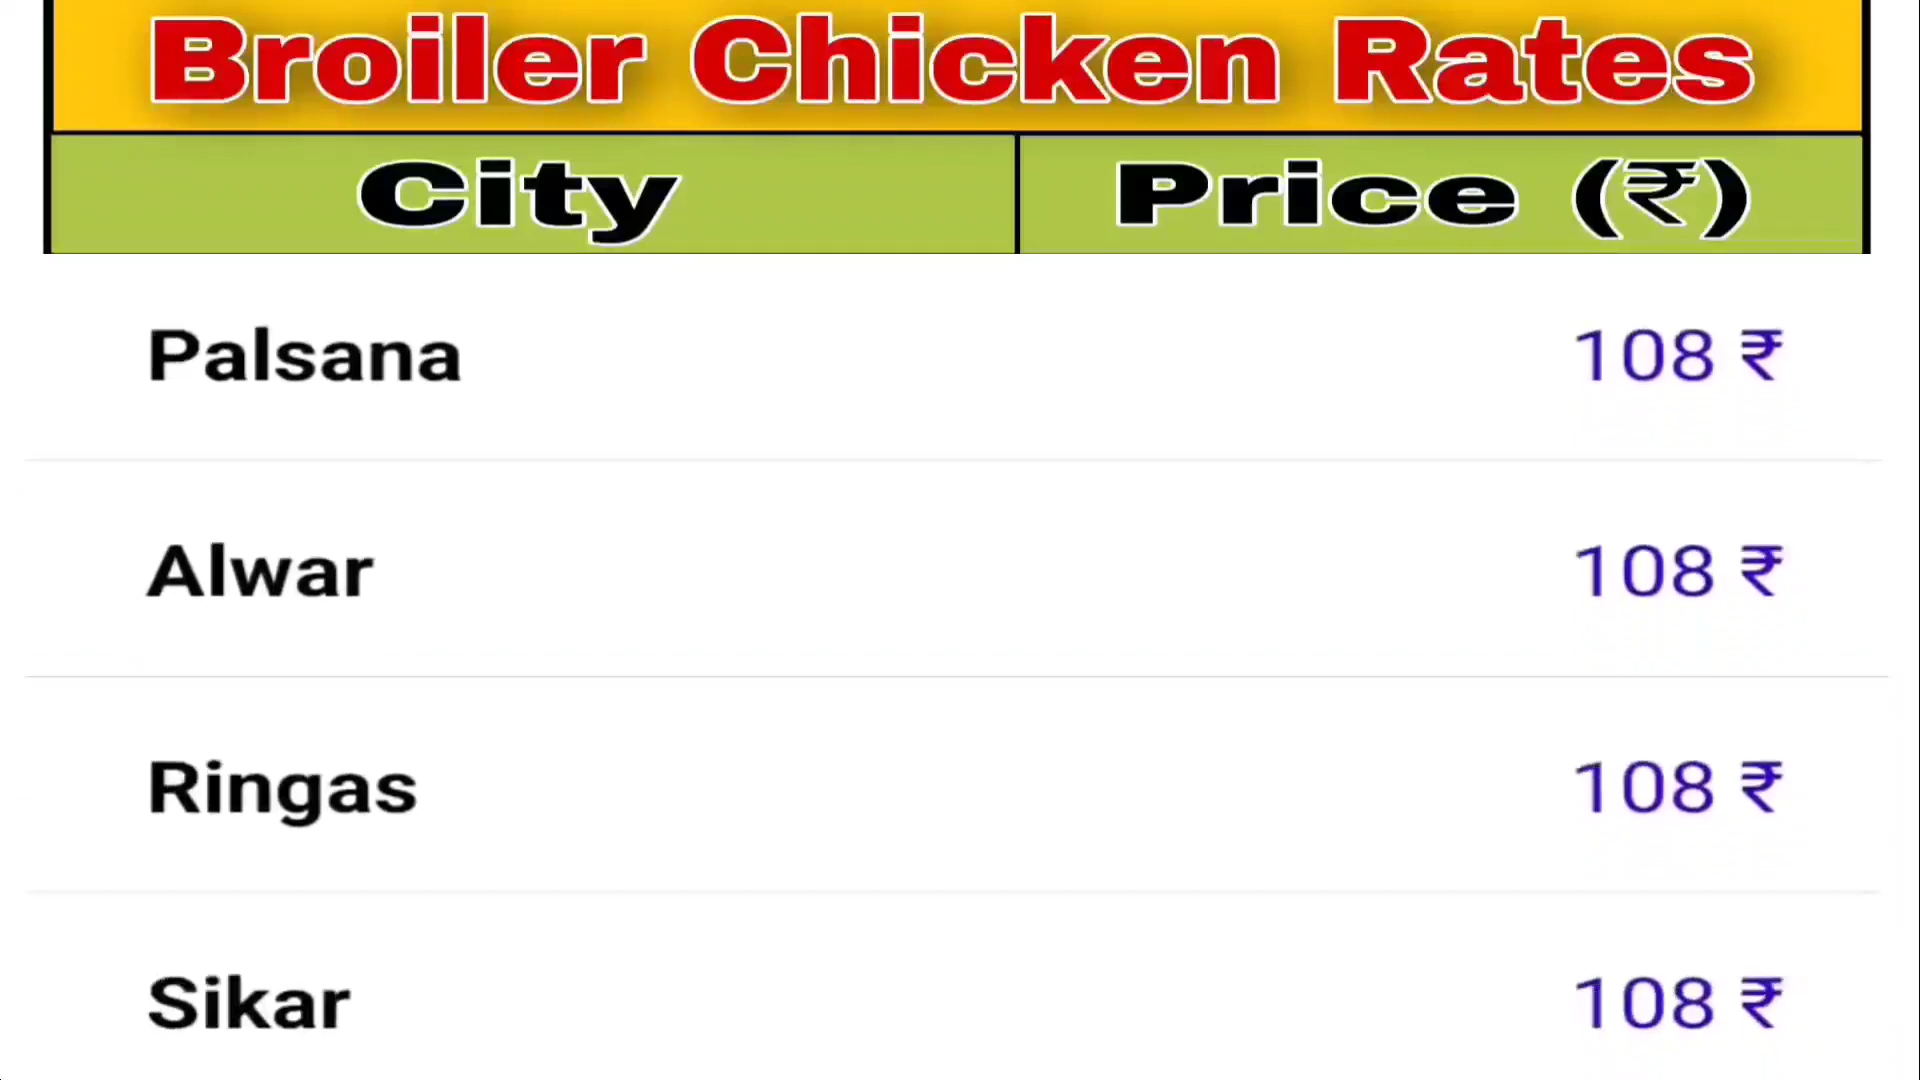 Broiler Chicken Rates
City Price (₹)
Palsana 108 ₹
Alwar 108 ₹
Ringas 108 ₹
Sikar 108 ₹